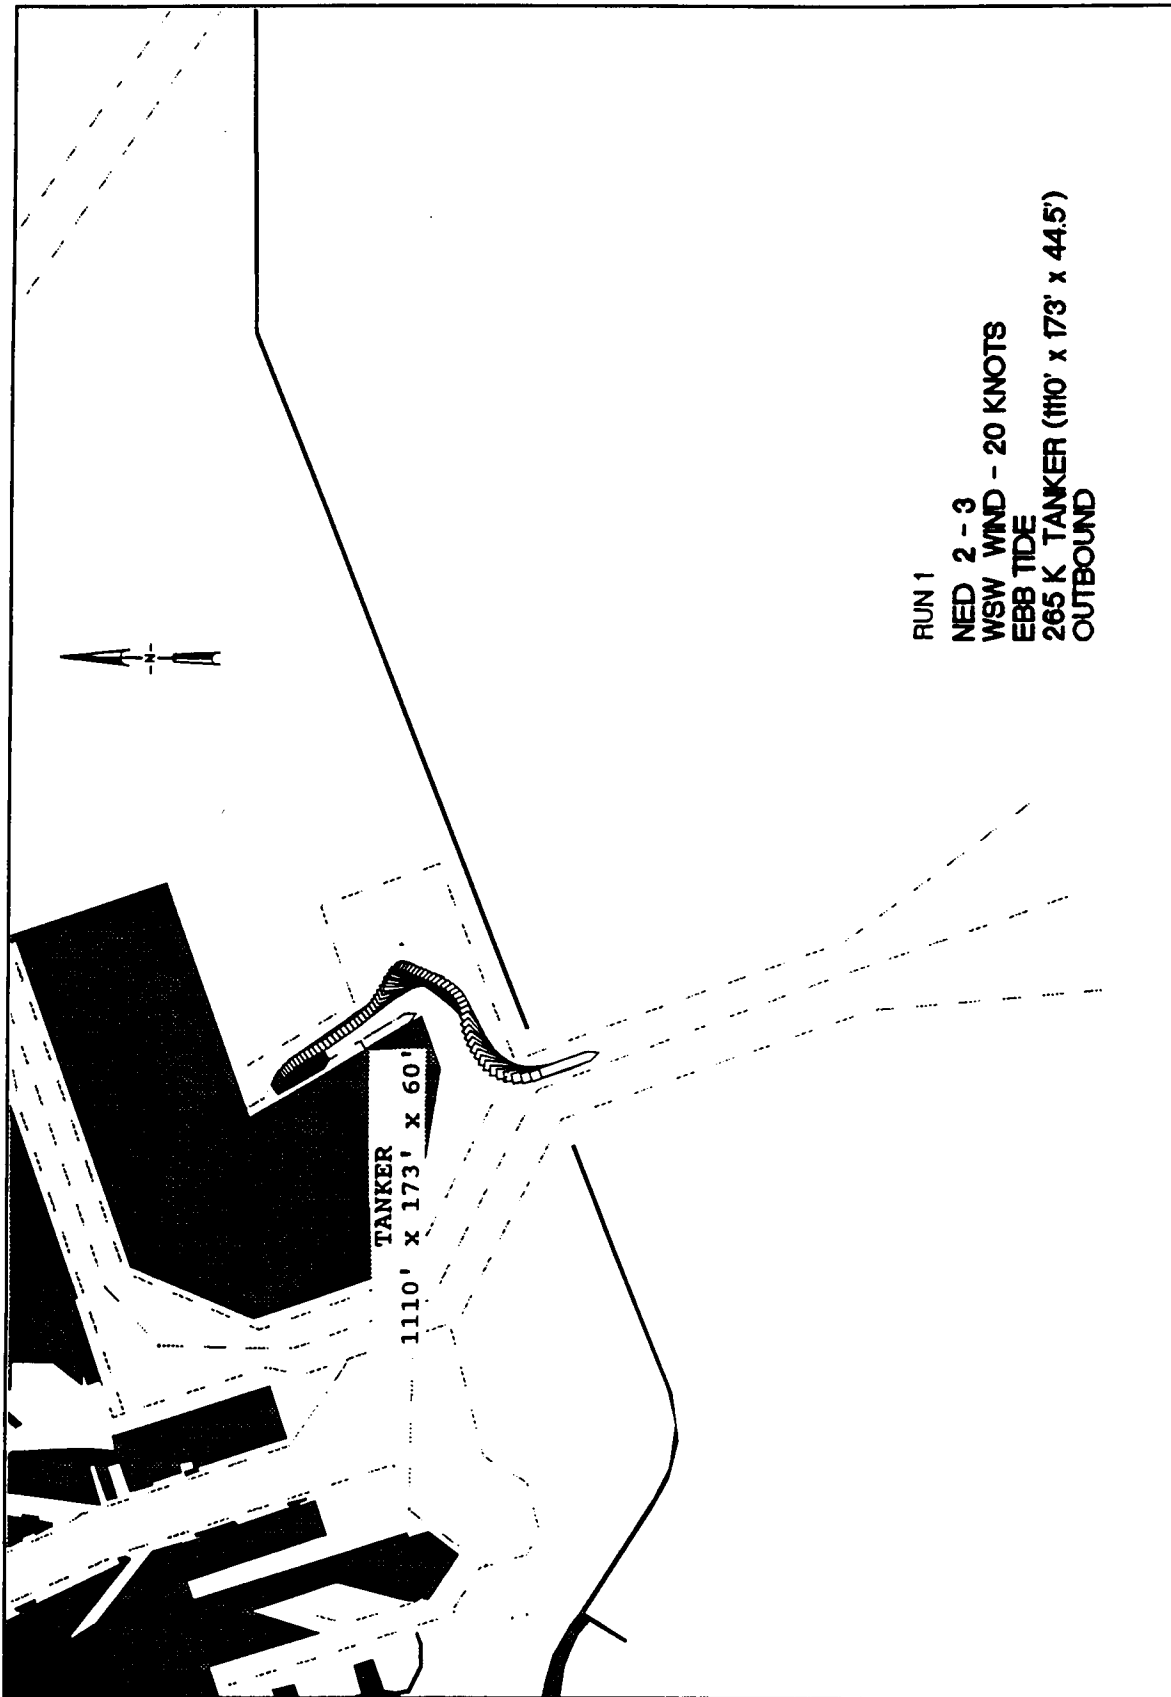 N
TANKER
1110' x 173' x 60'
RUN 1
NED 2 - 3
WSW WIND - 20 KNOTS
EBB TIDE
265 K TANKER (1110' x 173' x 44.5')
OUTBOUND